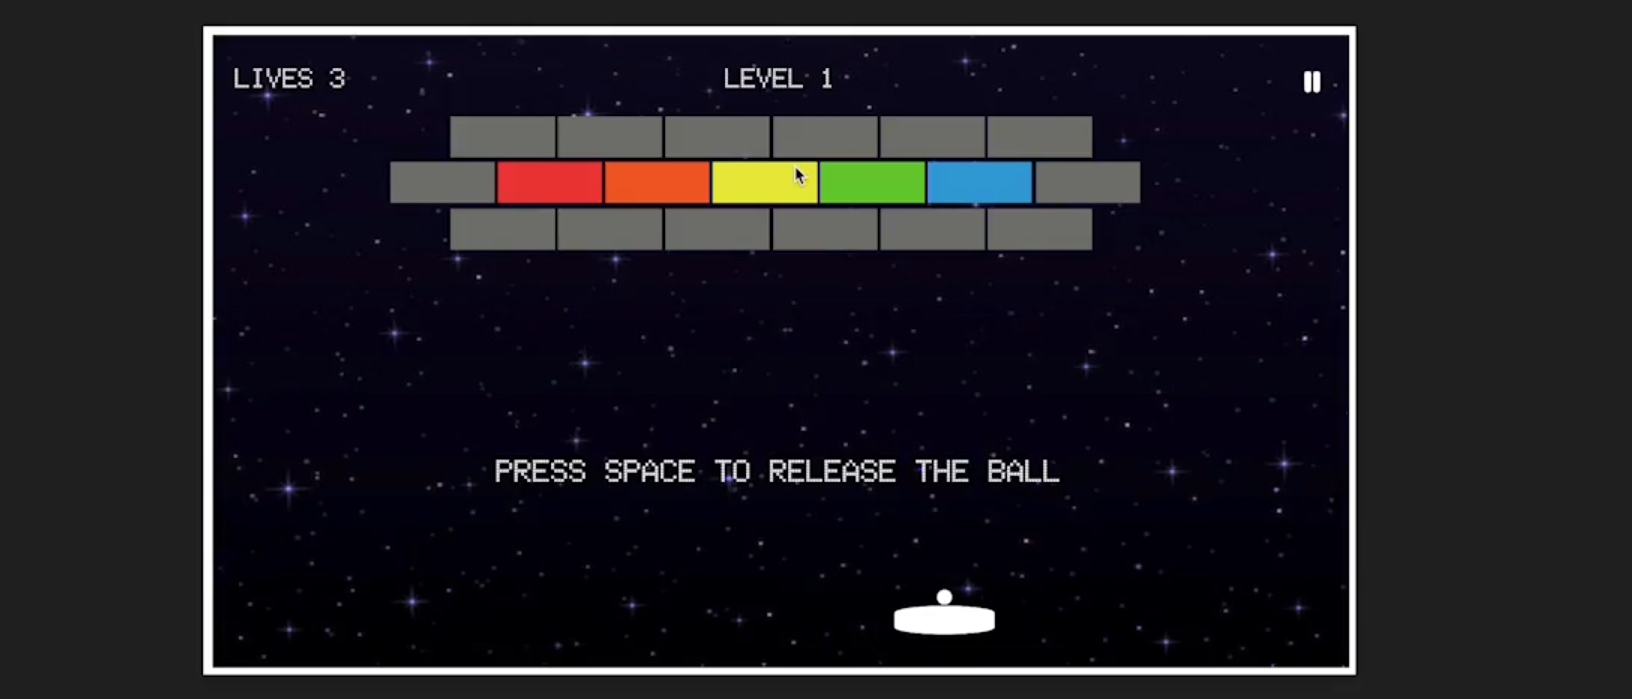 LIVES 3
LEVEL 1
PRESS SPACE TO RELEASE THE BALL